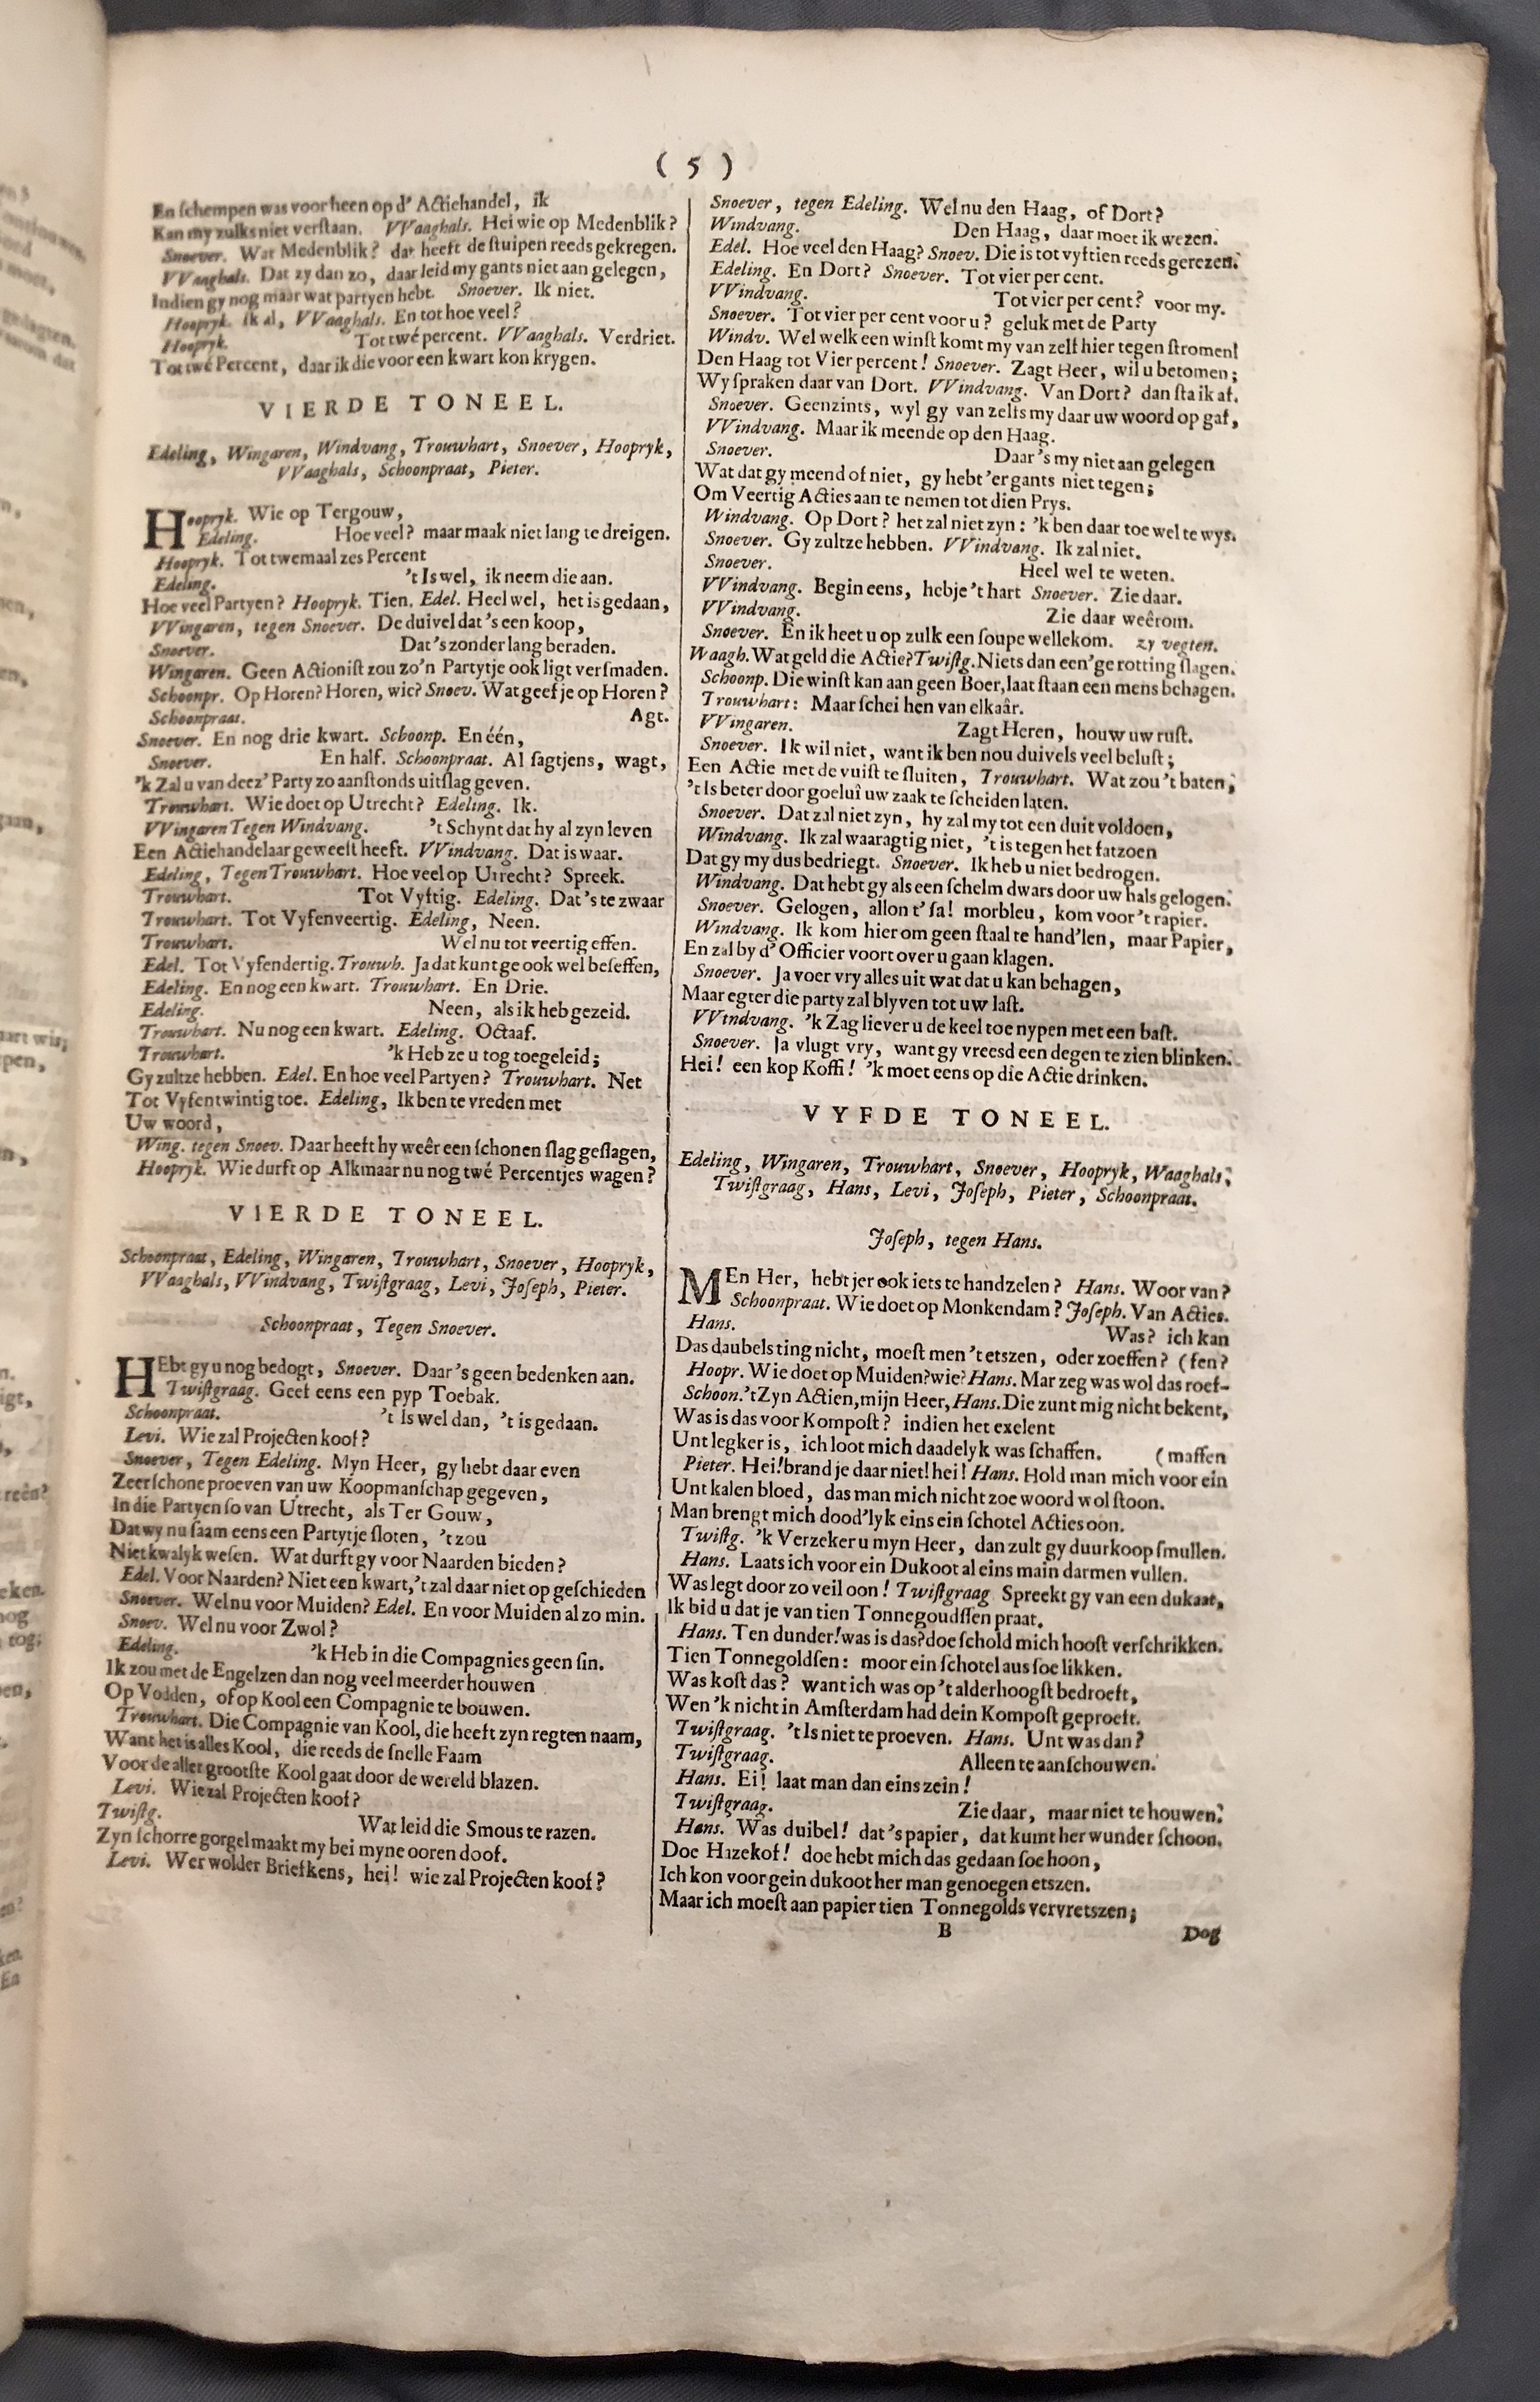 ( 5 )
En schempen was voor heen op d' Actiehandel, ik
Kan my zulks niet verstaan. VVaaghals. Hei wie op Medenblik?
Snoever. Wat Medenblik? dat heeft de stuipen reeds gekregen.
VVaaghals. Dat zy dan zo, daar leid my gants niet aan gelegen,
Indien gy nog maar wat partyen hebt. Snoever. Ik niet.
Hoopryk. Ik al, VVaaghals. En tot hoe veel?
Hoopryk. Tot twé percent. VVaaghals. Verdriet.
Tot twé Percent, daar ik die voor een kwart kon krygen.
VIERDE TONEEL.
Edeling, Wingaren, Windvang, Trouwhart, Snoever, Hoopryk,
VVaaghals, Schoonpraat, Pieter.
Hoopryk. Wie op Tergouw,
Edeling. Hoe veel? maar maak niet lang te dreigen.
Hoopryk. Tot twemaal zes Percent
Edeling. 't Is wel, ik neem die aan.
Hoe veel Partyen? Hoopryk. Tien. Edel. Heel wel, het is gedaan,
VVingaren, tegen Snoever. De duivel dat 's een koop,
Snoever. Dat 's zonder lang beraden.
Wingaren. Geen Actionist zou zo'n Partytje ook ligt versmaden.
Schoonpr. Op Horen? Horen, wie? Snoev. Wat geef je op Horen?
Schoonpraat. Agt.
Snoever. En nog drie kwart. Schoonp. En één,
Snoever. En half. Schoonpraat. Al sagtjens, wagt,
'k Zal u van deez' Party zo aanstonds uitslag geven.
Trouwhart. Wie doet op Utrecht? Edeling. Ik.
VVingaren Tegen Windvang. 't Schynt dat hy al zyn leven
Een Actiehandelaar geweest heeft. VVindvang. Dat is waar.
Edeling, Tegen Trouwhart. Hoe veel op Utrecht? Spreek.
Trouwhart. Tot Vyftig. Edeling. Dat 's te zwaar
Trouwhart. Tot Vyfenveertig. Edeling, Neen.
Trouwhart. Wel nu tot veertig effen.
Edel. Tot Vyfendertig. Trouwh. Ja dat kunt ge ook wel beseffen,
Edeling. En nog een kwart. Trouwhart. En Drie.
Edeling. Neen, als ik heb gezeid.
Trouwhart. Nu nog een kwart. Edeling. Octaaf.
Trouwhart. 'k Heb ze u tog toegeleid;
Gy zult ze hebben. Edel. En hoe veel Partyen? Trouwhart. Net
Tot Vyfentwintig toe. Edeling, Ik ben te vreden met
Uw woord,
Wing. tegen Snoev. Daar heeft hy weêr een schonen slag geslagen,
Hoopryk. Wie durft op Alkmaar nu nog twé Percentjes wagen?
VIERDE TONEEL.
Schoonpraat, Edeling, Wingaren, Trouwhart, Snoever, Hoopryk,
VVaaghals, VVindvang, Twistgraag, Levi, Joseph, Pieter.
Schoonpraat, Tegen Snoever.
HEbt gy u nog bedogt, Snoever. Daar 's geen bedenken aan.
Twistgraag. Geef eens een pyp Toebak.
Schoonpraat. 't Is wel dan, 't is gedaan.
Levi. Wie zal Projecten koof?
Snoever, Tegen Edeling. Myn Heer, gy hebt daar even
Zeer schone proeven van uw Koopmanschap gegeven,
In die Partyen so van Utrecht, als Ter Gouw,
Dat wy nu saam eens een Partytje sloten, 't zou
Niet kwalyk wesen. Wat durft gy voor Naarden bieden?
Edel. Voor Naarden? Niet een kwart, 't zal daar niet op geschieden
Snoever. Wel nu voor Muiden? Edel. En voor Muiden al zo min.
Snoev. Wel nu voor Zwol?
Edeling. 'k Heb in die Compagnies geen sin.
Ik zou met de Engelzen dan nog veel meerder houwen
Op Vodden, of op Kool een Compagnie te bouwen.
Trouwhart. Die Compagnie van Kool, die heeft zyn regten naam,
Want het is alles Kool, die reeds de snelle Faam
Voor de aller grootste Kool gaat door de wereld blazen.
Levi. Wie zal Projecten koof?
Twistg. Wat leid die Smous te razen.
Zyn schorre gorgel maakt my bei myne ooren doof.
Levi. Wer wolder Briefkens, hei! wie zal Projecten koof?
Snoever, tegen Edeling. Wel nu den Haag, of Dort?
Windvang. Den Haag, daar moet ik wezen.
Edel. Hoe veel den Haag? Snoev. Die is tot vyftien reeds gerezen.
Edeling. En Dort? Snoever. Tot vier per cent.
VVindvang. Tot vier per cent? voor my.
Snoever. Tot vier per cent voor u? geluk met de Party
Windv. Wel welk een winst komt my van zelf hier tegen stromen!
Den Haag tot Vier percent! Snoever. Zagt Heer, wil u betomen;
Wy spraken daar van Dort. VVindvang. Van Dort? dan sta ik af.
Snoever. Geenzints, wyl gy van zelfs my daar uw woord op gaf,
VVindvang. Maar ik meende op den Haag.
Snoever. Daar 's my niet aan gelegen
Wat dat gy meend of niet, gy hebt 'er gants niet tegen;
Om Veertig Acties aan te nemen tot dien Prys.
Windvang. Op Dort? het zal niet zyn: 'k ben daar toe wel te wys.
Snoever. Gy zult ze hebben. VVindvang. Ik zal niet.
Snoever. Heel wel te weten.
VVindvang. Begin eens, heb je 't hart Snoever. Zie daar.
VVindvang. Zie daar weêrom.
Snoever. En ik heet u op zulk een soupe wellekom. zy vegten.
Waagh. Wat geld die Actie? Twistg. Niets dan een'ge rotting slagen.
Schoonp. Die winst kan aan geen Boer, laat staan een mens behagen.
Trouwhart: Maar schei hen van elkaâr.
VVingaren. Zagt Heren, houw uw rust.
Snoever. Ik wil niet, want ik ben nou duivels veel belust;
Een Actie met de vuist te sluiten, Trouwhart. Wat zou 't baten;
't Is beter door goe luî uw zaak te scheiden laten.
Snoever. Dat zal niet zyn, hy zal my tot een duit voldoen,
Windvang. Ik zal waaragtig niet, 't is tegen het fatzoen
Dat gy my dus bedriegt. Snoever. Ik heb u niet bedrogen.
Windvang. Dat hebt gy als een schelm dwars door uw hals gelogen.
Snoever. Gelogen, allon t' sa! morbleu, kom voor 't rapier.
Windvang. Ik kom hier om geen staal te hand'len, maar Papier,
En zal by d' Officier voort over u gaan klagen.
Snoever. Ja voer vry alles uit wat dat u kan behagen,
Maar egter die party zal blyven tot uw last.
VVindvang. 'k Zag liever u de keel toe nypen met een bast.
Snoever. Ja vlugt vry, want gy vreesd een degen te zien blinken.
Hei! een kop Koffi! 'k moet eens op die Actie drinken.
VYFDE TONEEL.
Edeling, Wingaren, Trouwhart, Snoever, Hoopryk, Waaghals,
Twistgraag, Hans, Levi, Joseph, Pieter, Schoonpraat.
Joseph, tegen Hans.
MEn Her, hebt jer ook iets te handzelen? Hans. Woor van?
Schoonpraat. Wie doet op Monkendam? Joseph. Van Acties.
Hans. Was? ich kan
Das daubels ting nicht, moest men 't etszen, oder zoeffen? (fen?
Hoopr. Wie doet op Muiden? wie? Hans. Mar zeg was wol das roef-
Schoon. 't Zyn Actien, mijn Heer, Hans. Die zunt mig nicht bekent,
Was is das voor Kompost? indien het exelent
Unt legker is, ich loot mich daadelyk was schaffen. (maffen
Pieter. Hei! brand je daar niet! hei! Hans. Hold man mich voor ein
Unt kalen bloed, das man mich nicht zoe woord wol stoon.
Man brengt mich dood'lyk eins ein schotel Acties oon.
Twistg. 'k Verzeker u myn Heer, dan zult gy duur koop smullen.
Hans. Laats ich voor ein Dukoot al eins main darmen vullen.
Was legt door zo veil oon! Twistgraag Spreekt gy van een dukaat,
Ik bid u dat je van tien Tonnegoudssen praat.
Hans. Ten dunder! was is das? doe schold mich hoost verschrikken.
Tien Tonnegoldsen: moor ein schotel aus soe likken.
Was kost das? want ich was op 't alderhoogst bedroeft,
Wen 'k nicht in Amsterdam had dein Kompost geproeft.
Twistgraag. 't Is niet te proeven. Hans. Unt was dan?
Twistgraag. Alleen te aanschouwen.
Hans. Ei! laat man dan eins zein!
Twistgraag. Zie daar, maar niet te houwen.
Hans. Was duibel! dat 's papier, dat kumt her wunder schoon.
Doe Hazekof! doe hebt mich das gedaan soe hoon,
Ich kon voor gein dukoot her man genoegen etszen.
Maar ich moest aan papier tien Tonnegolds vervretszen;
B
Dog